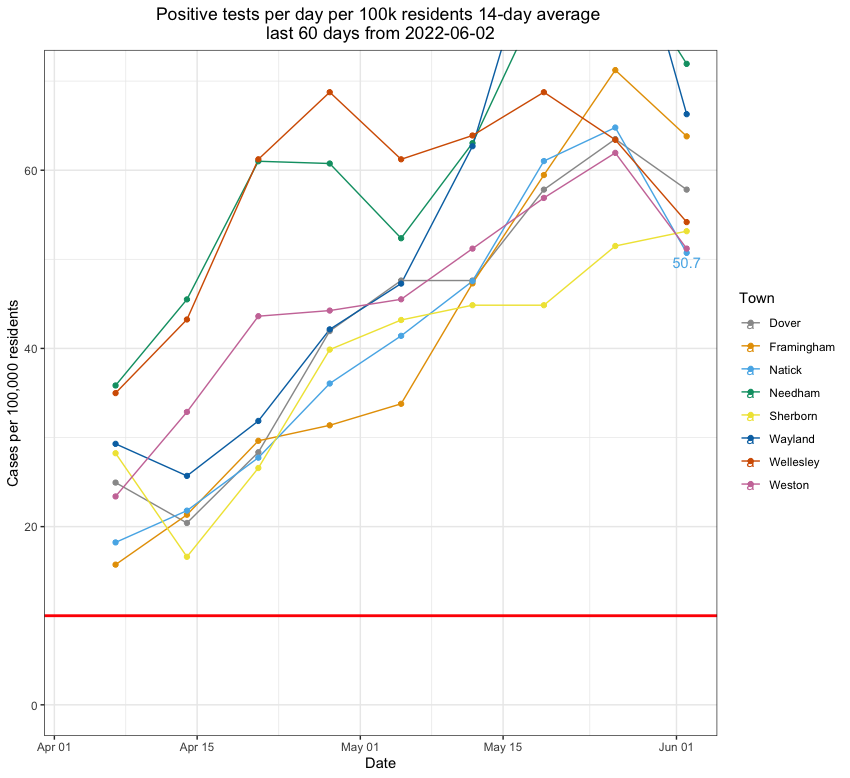 Positive tests per day per 100k residents 14-day average
last 60 days from 2022-06-02
Cases per 100,000 residents
60
40
20
0
50.7
Apr 01
Apr 15
May 01
May 15
Jun 01
Date
Town
a Dover
a Framingham
a Natick
a Needham
a Sherborn
a Wayland
a Wellesley
a Weston